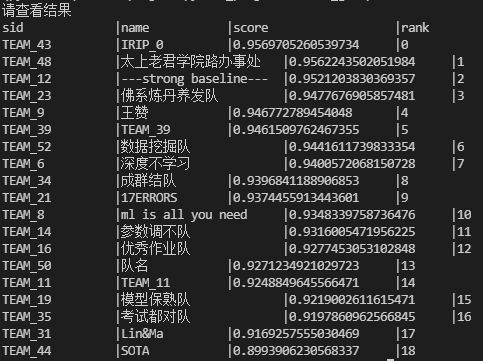 请查看结果
sid |name |score |rank
TEAM_43 |IRIP_0 |0.9569705260539734 |0
TEAM_48 |太上老君学院路办事处 |0.9562243502051984 |1
TEAM_12 |---strong baseline--- |0.9521203830369357 |2
TEAM_23 |佛系炼丹养发队 |0.9477676905857481 |3
TEAM_9 |王赞 |0.946772789454048 |4
TEAM_39 |TEAM_39 |0.9461509762467355 |5
TEAM_52 |数据挖掘队 |0.9441611739833354 |6
TEAM_6 |深度不学习 |0.9400572068150728 |7
TEAM_34 |成群结队 |0.9396841188906853 |8
TEAM_21 |17ERRORS |0.9374455913443601 |9
TEAM_8 |ml is all you need |0.9348339758736476 |10
TEAM_14 |参数调不队 |0.9316005471956225 |11
TEAM_16 |优秀作业队 |0.9277453053102848 |12
TEAM_50 |队名 |0.9271234921029723 |13
TEAM_11 |TEAM_11 |0.9248849645566471 |14
TEAM_19 |模型保熟队 |0.9219002611615471 |15
TEAM_35 |考试都对队 |0.9197860962566845 |16
TEAM_31 |Lin&Ma |0.9169257555030469 |17
TEAM_44 |SOTA |0.8993906230568337 |18